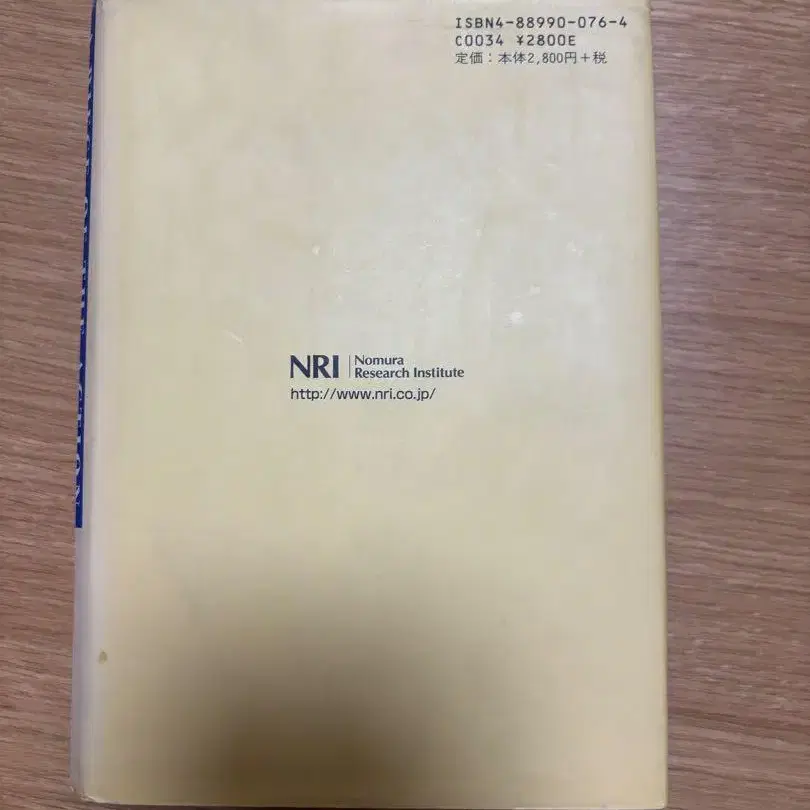 ISBN4-88990-076-4
C0034 ¥2800E
定価：本体2,800円＋税
NRI Nomura
Research Institute
http://www.nri.co.jp/